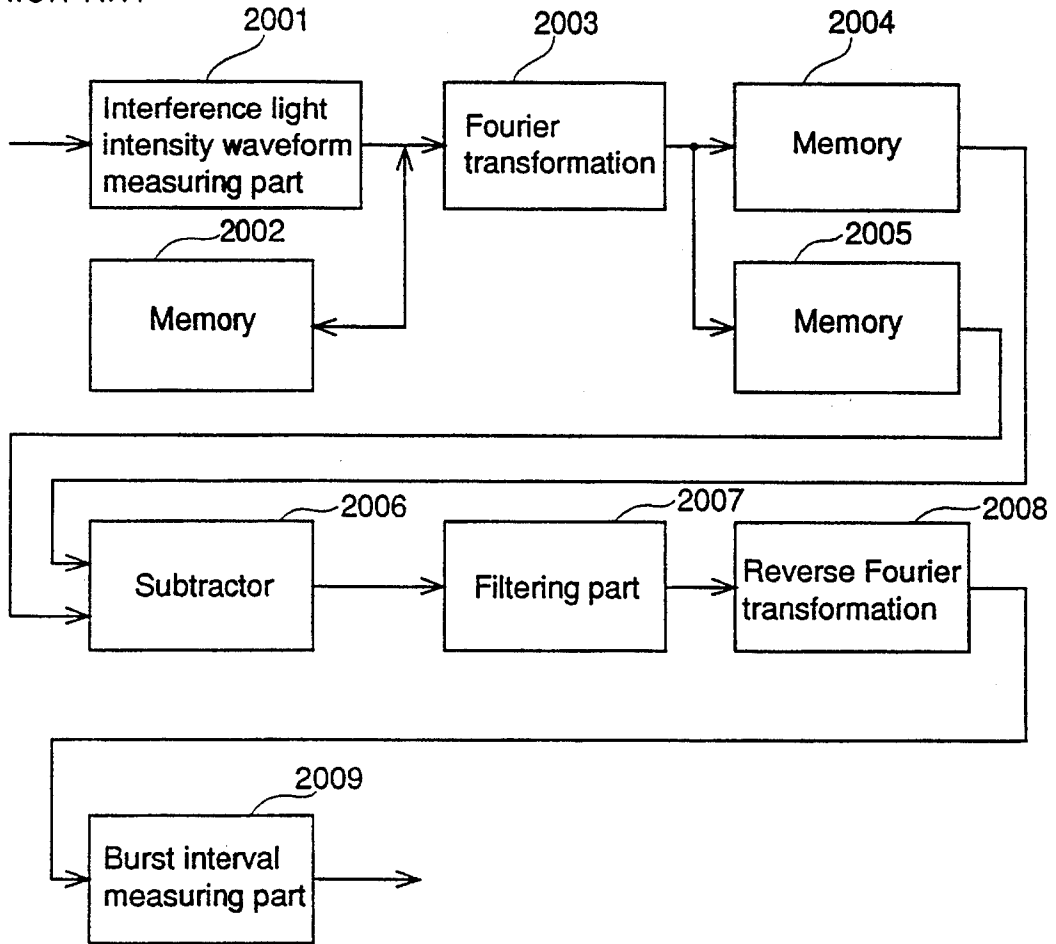 2001
2003
2004
Interference light
intensity waveform
measuring part
Fourier
transformation
Memory
2002
2005
Memory
Memory
2006
2007
2008
Subtractor
Filtering part
Reverse Fourier
transformation
2009
Burst interval
measuring part